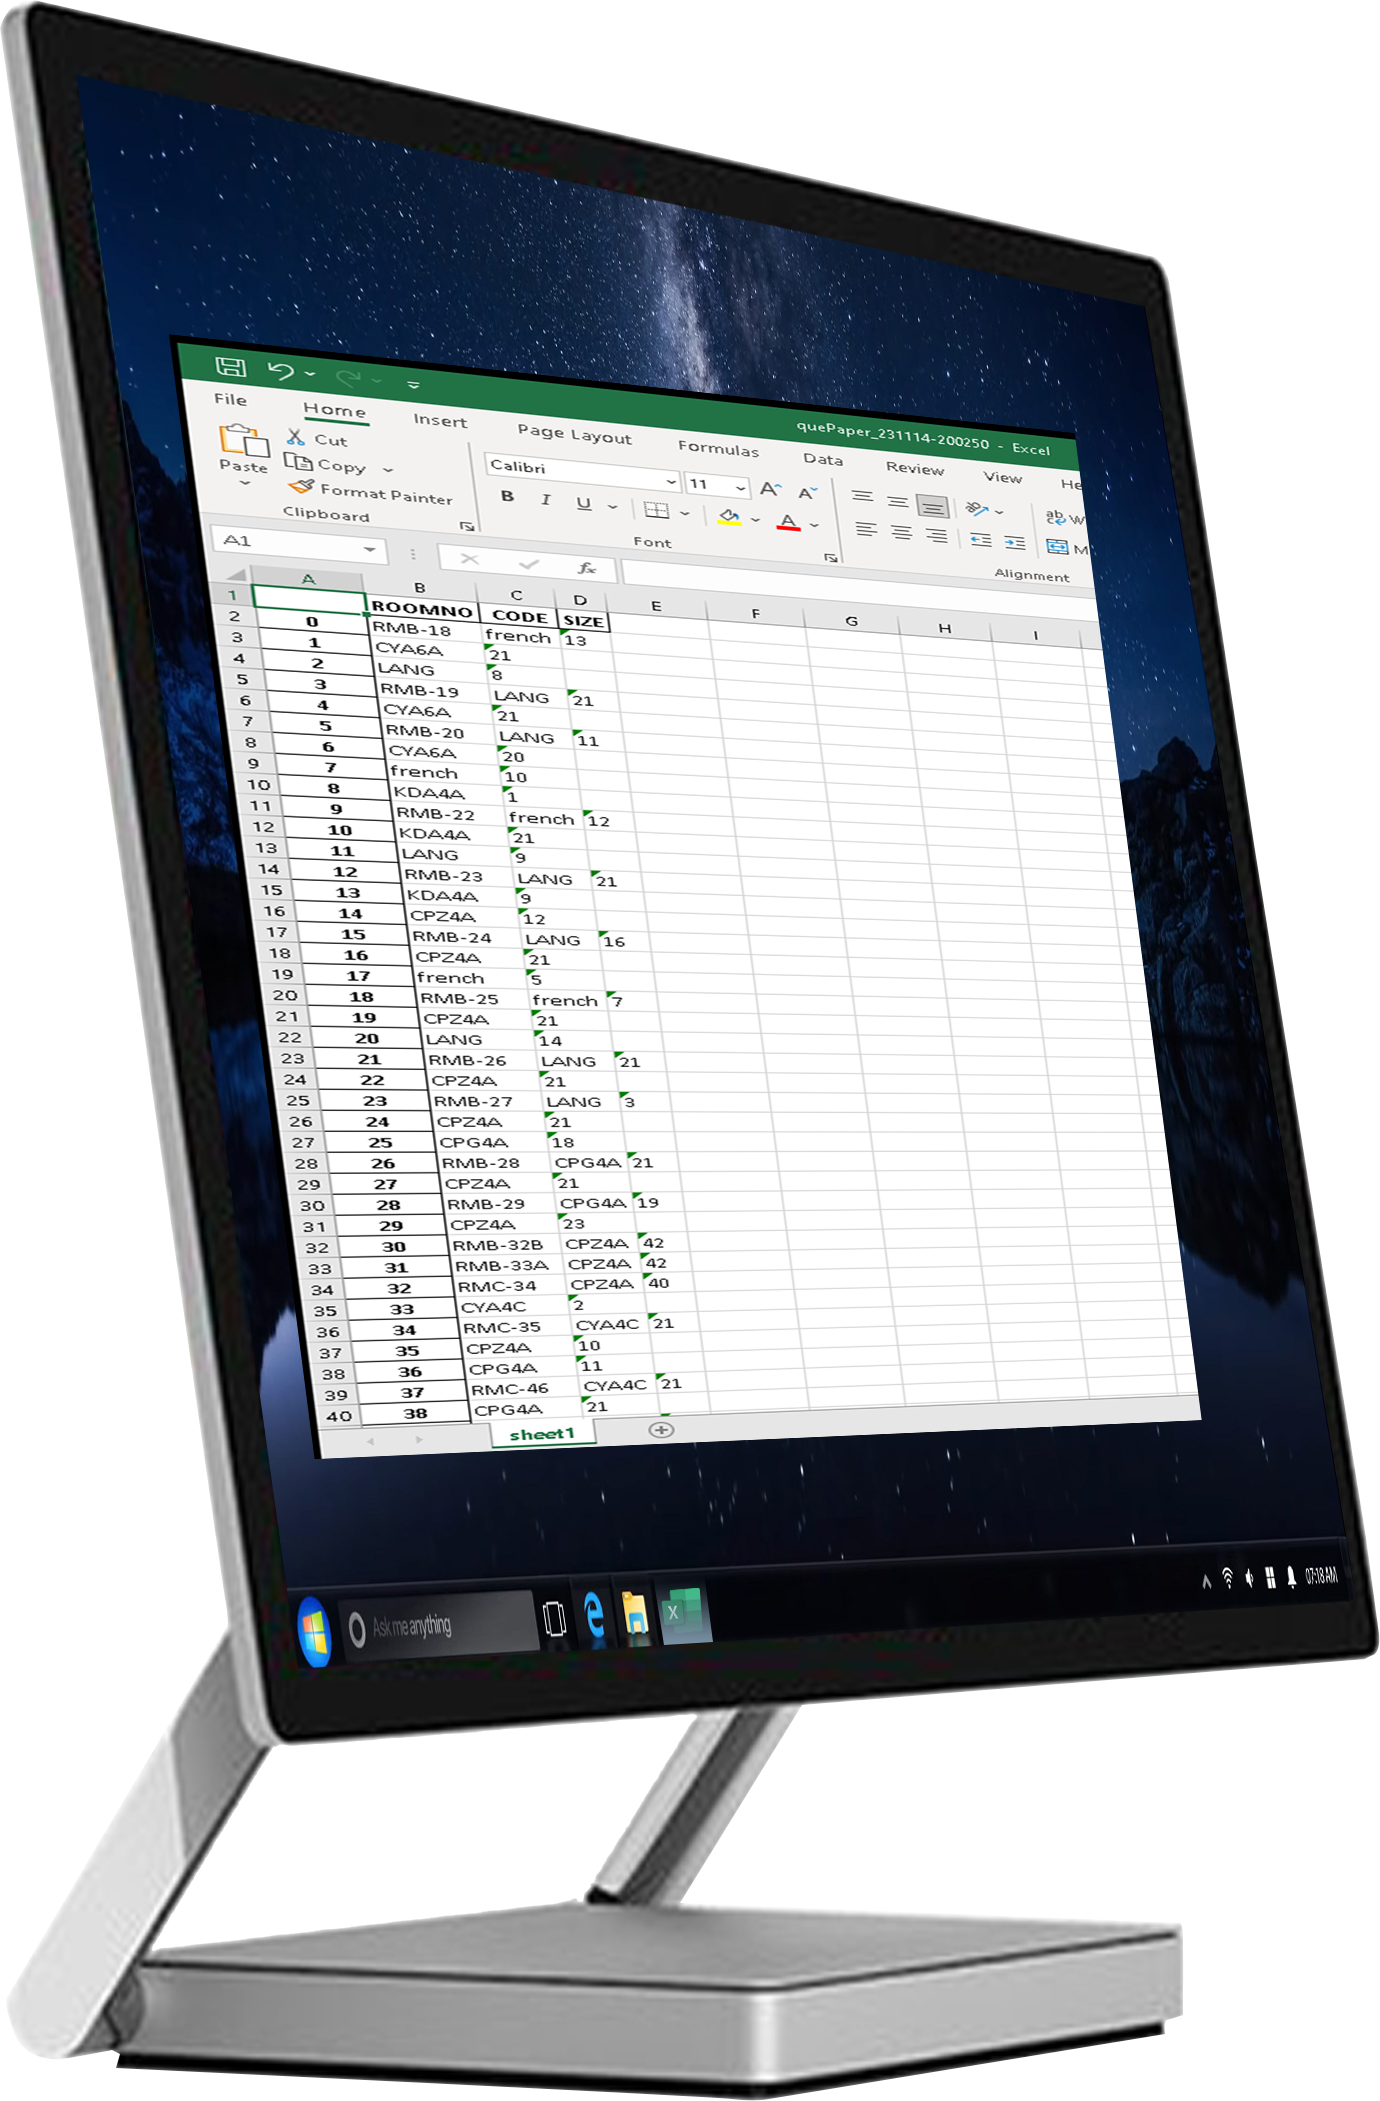 quePaper_231114-200250 - Excel
File Home Insert Page Layout Formulas Data Review View He
Paste
Cut
Copy
Format Painter
Clipboard
Calibri 11
B I U A
Font
ab W
M
Alignment
A1 fx
A B C D E F G H I
1 ROOMNO CODE SIZE
2 0 RMB-18 french 13
3 1 CYA6A 21
4 2 LANG 8
5 3 RMB-19 LANG 21
6 4 CYA6A 21
7 5 RMB-20 LANG 11
8 6 CYA6A 20
9 7 french 10
10 8 KDA4A 1
11 9 RMB-22 french 12
12 10 KDA4A 21
13 11 LANG 9
14 12 RMB-23 LANG 21
15 13 KDA4A 9
16 14 CPZ4A 12
17 15 RMB-24 LANG 16
18 16 CPZ4A 21
19 17 french 5
20 18 RMB-25 french 7
21 19 CPZ4A 21
22 20 LANG 14
23 21 RMB-26 LANG 21
24 22 CPZ4A 21
25 23 RMB-27 LANG 3
26 24 CPZ4A 21
27 25 CPG4A 18
28 26 RMB-28 CPG4A 21
29 27 CPZ4A 21
30 28 RMB-29 CPG4A 19
31 29 CPZ4A 23
32 30 RMB-32B CPZ4A 42
33 31 RMB-33A CPZ4A 42
34 32 RMC-34 CPZ4A 40
35 33 CYA4C 2
36 34 RMC-35 CYA4C 21
37 35 CPZ4A 10
38 36 CPG4A 11
39 37 RMC-46 CYA4C 21
40 38 CPG4A 21
sheet1
Ask me anything
07:18 AM